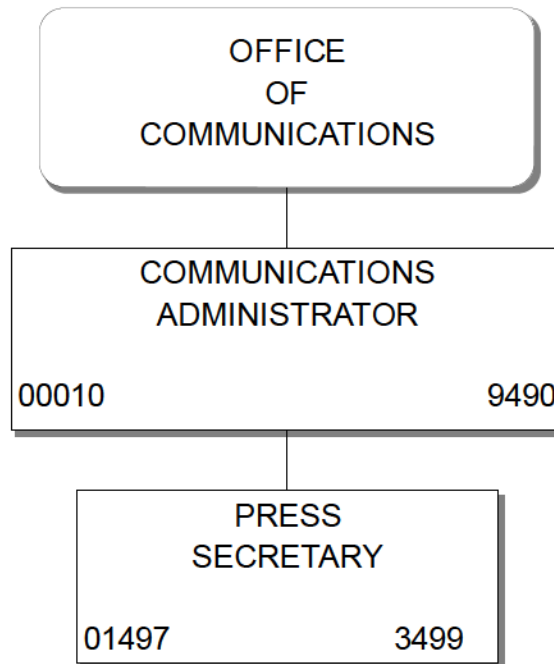 OFFICE
OF
COMMUNICATIONS
COMMUNICATIONS
ADMINISTRATOR
00010 9490
PRESS
SECRETARY
01497 3499